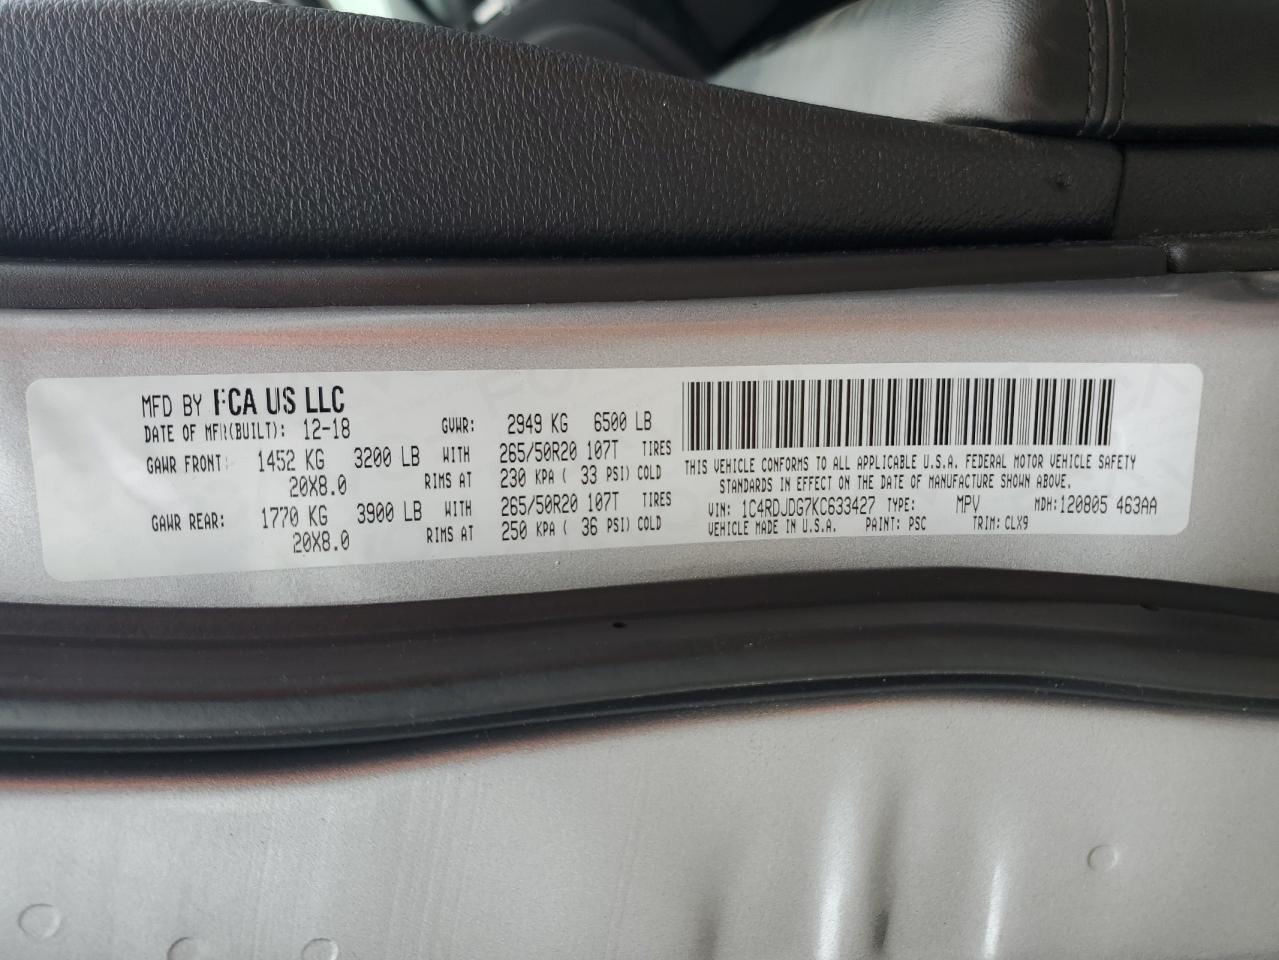 MFD BY FCA US LLC
DATE OF MFR(BUILT): 12-18 GVWR: 2949 KG 6500 LB
GAWR FRONT: 1452 KG 3200 LB WITH 265/50R20 107T TIRES
20X8.0 RIMS AT 230 KPA ( 33 PSI) COLD
GAWR REAR: 1770 KG 3900 LB WITH 265/50R20 107T TIRES
20X8.0 RIMS AT 250 KPA ( 36 PSI) COLD
THIS VEHICLE CONFORMS TO ALL APPLICABLE U.S.A. FEDERAL MOTOR VEHICLE SAFETY
STANDARDS IN EFFECT ON THE DATE OF MANUFACTURE SHOWN ABOVE.
VIN: 1C4RDJDG7KC633427 TYPE: MPV MDH:120805 463AA
VEHICLE MADE IN U.S.A. PAINT: PSC TRIM: CLX9